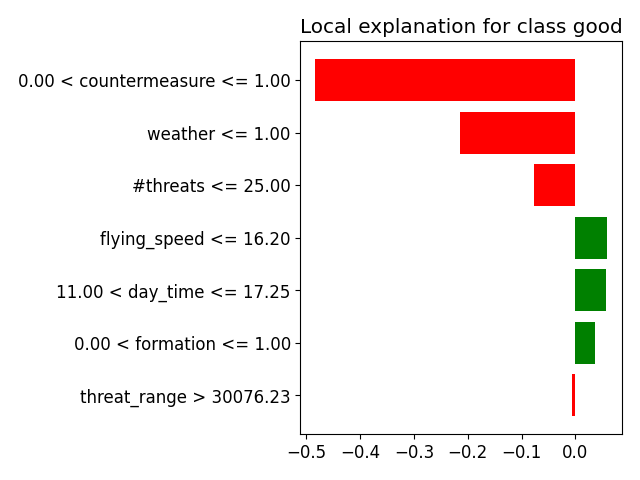 Local explanation for class good
0.00 < countermeasure <= 1.00
weather <= 1.00
#threats <= 25.00
flying_speed <= 16.20
11.00 < day_time <= 17.25
0.00 < formation <= 1.00
threat_range > 30076.23
−0.5 −0.4 −0.3 −0.2 −0.1 0.0